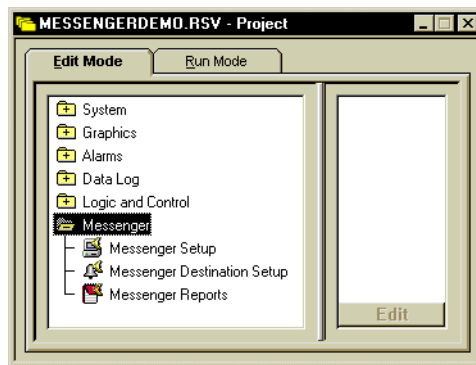 MESSENGERDEMO.RSV - Project
Edit Mode
Run Mode
System
Graphics
Alarms
Data Log
Logic and Control
Messenger
Messenger Setup
Messenger Destination Setup
Messenger Reports
Edit